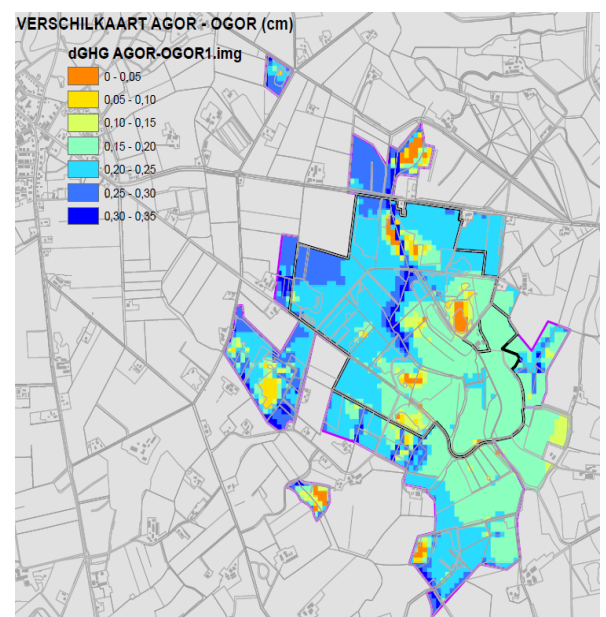 VERSCHILKAART AGOR - OGOR (cm)
dGHG AGOR-OGOR1.img
0 - 0,05
0,05 - 0,10
0,10 - 0,15
0,15 - 0,20
0,20 - 0,25
0,25 - 0,30
0,30 - 0,35